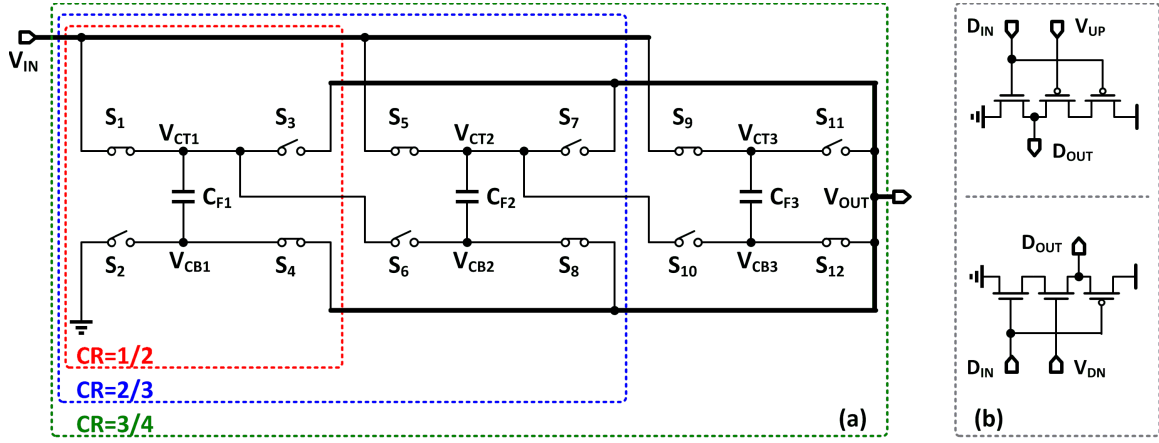 V_IN
S_1
V_CT1
S_3
S_5
V_CT2
S_7
S_9
V_CT3
S_11
C_F1
C_F2
C_F3
V_OUT
S_2
V_CB1
S_4
S_6
V_CB2
S_8
S_10
V_CB3
S_12
CR=1/2
CR=2/3
CR=3/4
(a)
D_IN
V_UP
D_OUT
D_OUT
D_IN
V_DN
(b)